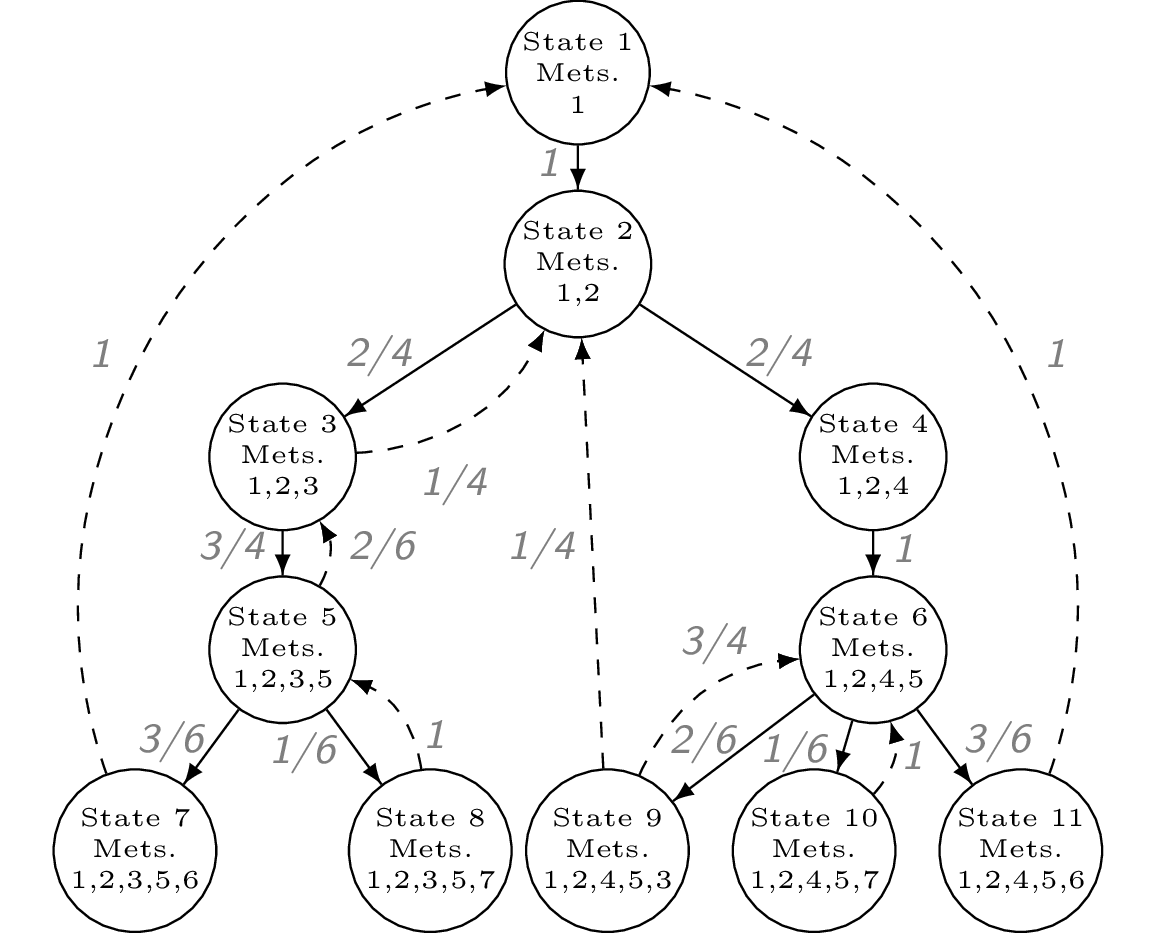 State 1
Mets.
1
1
State 2
Mets.
1,2
1
2/4
2/4
1
State 3
Mets.
1,2,3
State 4
Mets.
1,2,4
1/4
3/4
2/6
1/4
1
State 5
Mets.
1,2,3,5
State 6
Mets.
1,2,4,5
3/4
3/6
1/6
1
2/6
1/6
1
3/6
State 7
Mets.
1,2,3,5,6
State 8
Mets.
1,2,3,5,7
State 9
Mets.
1,2,4,5,3
State 10
Mets.
1,2,4,5,7
State 11
Mets.
1,2,4,5,6